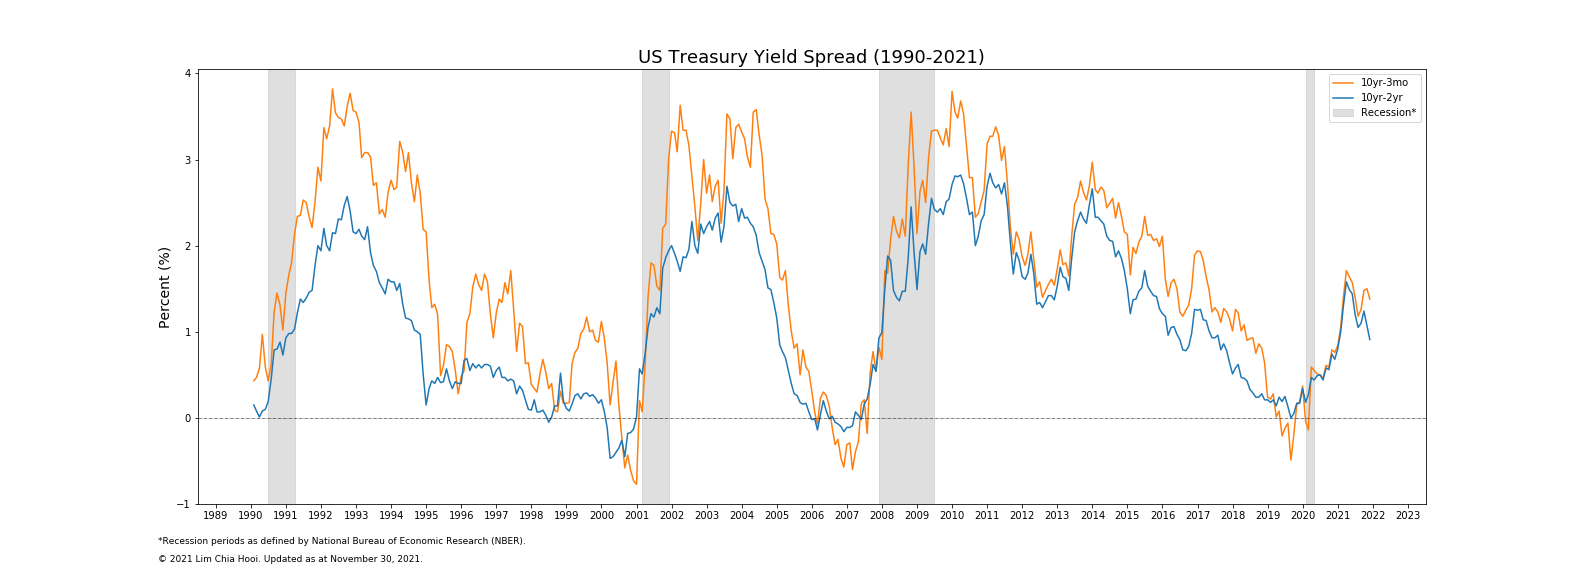 US Treasury Yield Spread (1990-2021)
10yr-3mo
10yr-2yr
Recession*
Percent (%)
4
3
2
1
0
−1
1989 1990 1991 1992 1993 1994 1995 1996 1997 1998 1999 2000 2001 2002 2003 2004 2005 2006 2007 2008 2009 2010 2011 2012 2013 2014 2015 2016 2017 2018 2019 2020 2021 2022 2023
*Recession periods as defined by National Bureau of Economic Research (NBER).
© 2021 Lim Chia Hooi. Updated as at November 30, 2021.